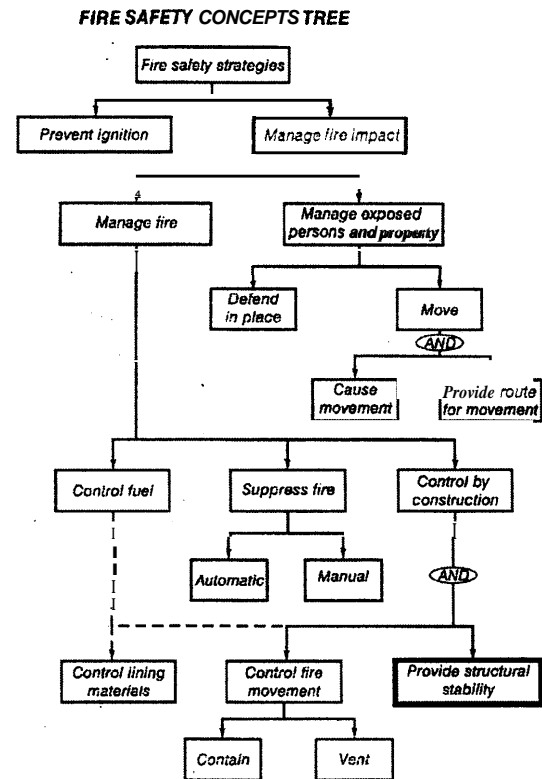 FIRE SAFETY CONCEPTS TREE
Fire safety strategies
Prevent ignition
Manage fire impact
4
Manage fire
Manage exposed
persons and property
Defend
in place
Move
AND
Cause
movement
Provide route
for movement
Control fuel
Suppress fire
Control by
construction
Automatic
Manual
AND
Control lining
materials
Control fire
movement
Provide structural
stability
Contain
Vent